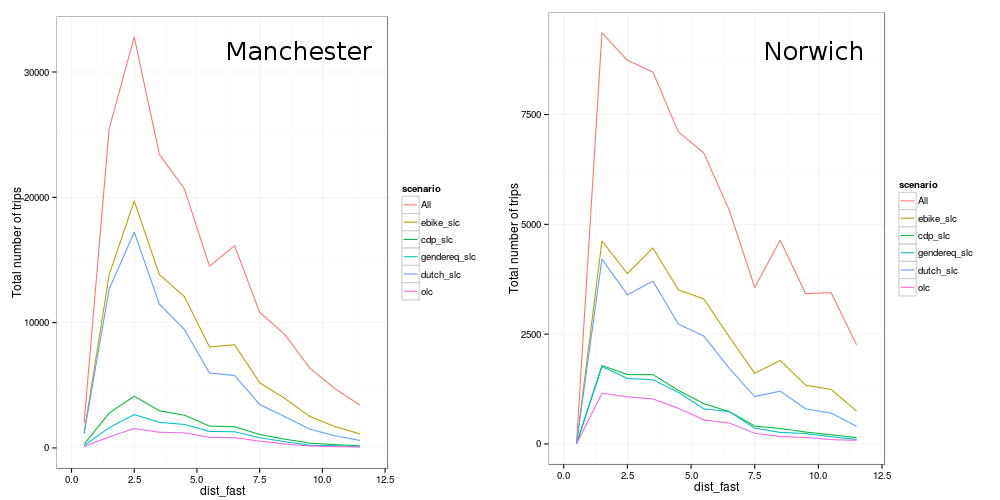 Manchester
Total number of trips
30000
20000
10000
0
0.0 2.5 5.0 7.5 10.0 12.5
dist_fast
scenario
All
ebike_slc
cdp_slc
gendereq_slc
dutch_slc
olc
Norwich
Total number of trips
7500
5000
2500
0
0.0 2.5 5.0 7.5 10.0 12.5
dist_fast
scenario
All
ebike_slc
cdp_slc
gendereq_slc
dutch_slc
olc